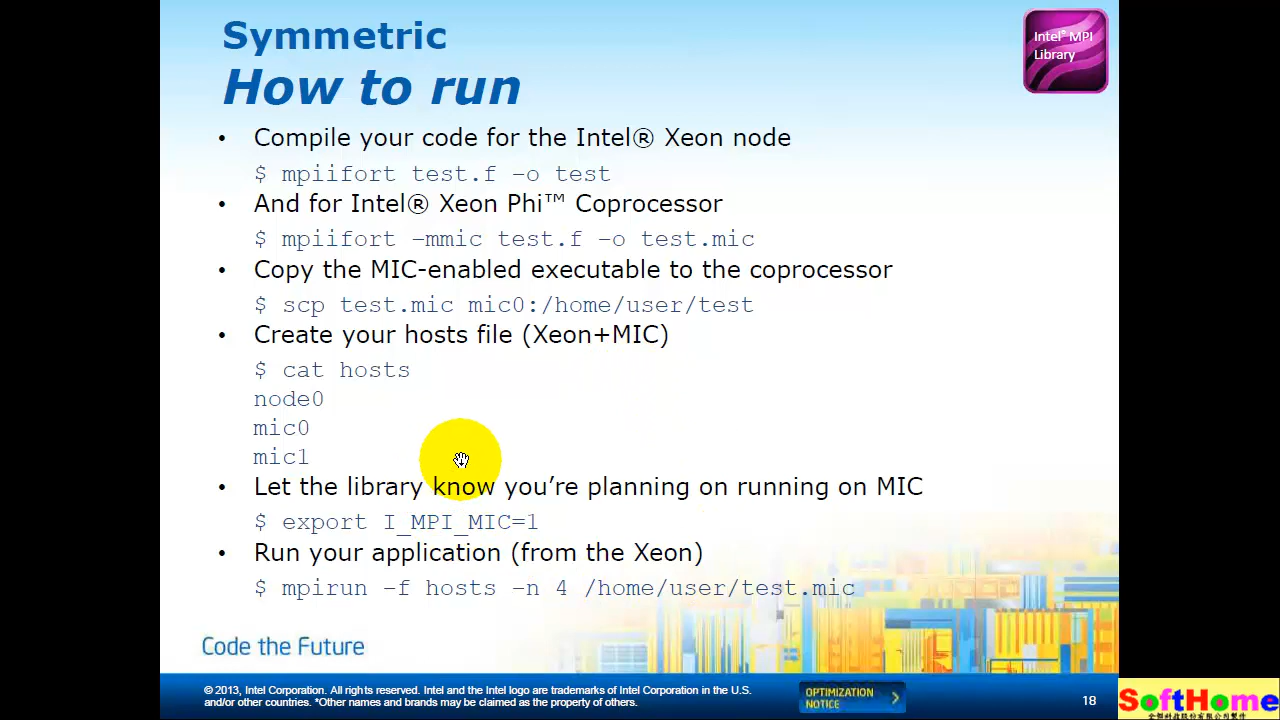 Symmetric
How to run
Intel® MPI
Library
• Compile your code for the Intel® Xeon node
$ mpiifort test.f –o test
• And for Intel® Xeon Phi™ Coprocessor
$ mpiifort –mmic test.f –o test.mic
• Copy the MIC-enabled executable to the coprocessor
$ scp test.mic mic0:/home/user/test
• Create your hosts file (Xeon+MIC)
$ cat hosts
node0
mic0
mic1
• Let the library know you’re planning on running on MIC
$ export I_MPI_MIC=1
• Run your application (from the Xeon)
$ mpirun –f hosts –n 4 /home/user/test.mic
Code the Future
© 2013, Intel Corporation. All rights reserved. Intel and the Intel logo are trademarks of Intel Corporation in the U.S.
and/or other countries. *Other names and brands may be claimed as the property of others.
OPTIMIZATION
NOTICE
18
SoftHome